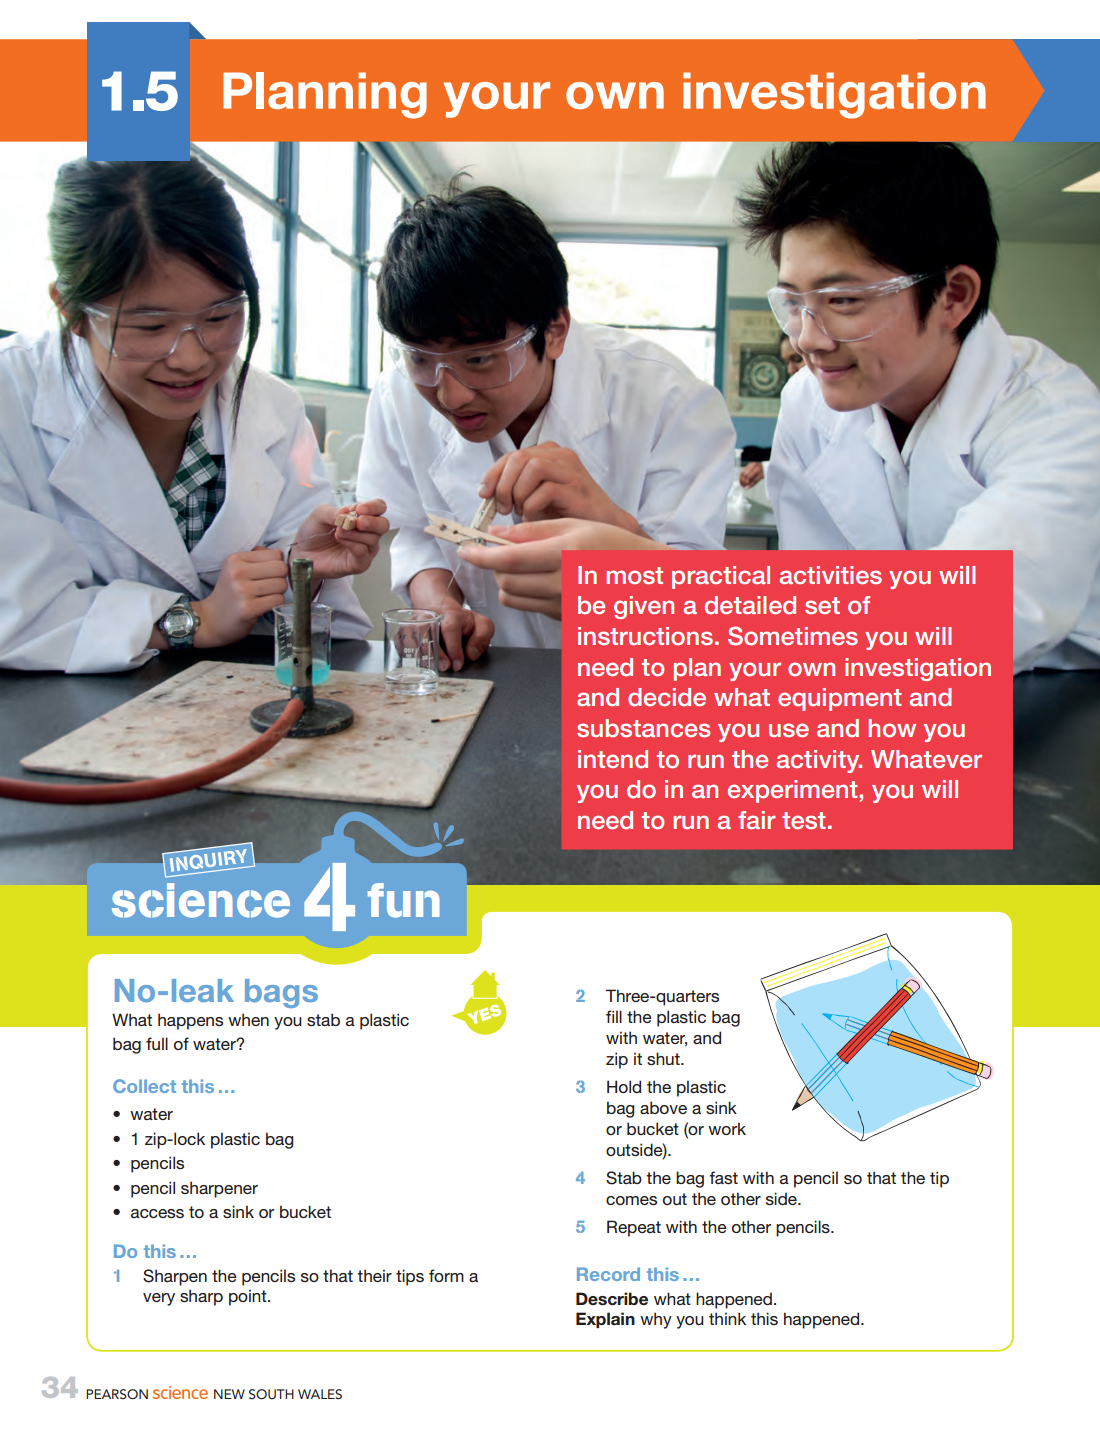 1.5
Planning your own investigation
In most practical activities you will
be given a detailed set of
instructions. Sometimes you will
need to plan your own investigation
and decide what equipment and
substances you use and how you
intend to run the activity. Whatever
you do in an experiment, you will
need to run a fair test.
INQUIRY
science 4 fun
No-leak bags
What happens when you stab a plastic
bag full of water?
YES
Collect this...
• water
• 1 zip-lock plastic bag
• pencils
• pencil sharpener
• access to a sink or bucket
Do this...
1 Sharpen the pencils so that their tips form a
very sharp point.
2 Three-quarters
fill the plastic bag
with water, and
zip it shut.
3 Hold the plastic
bag above a sink
or bucket (or work
outside).
4 Stab the bag fast with a pencil so that the tip
comes out the other side.
5 Repeat with the other pencils.
Record this...
Describe what happened.
Explain why you think this happened.
34 PEARSON science NEW SOUTH WALES